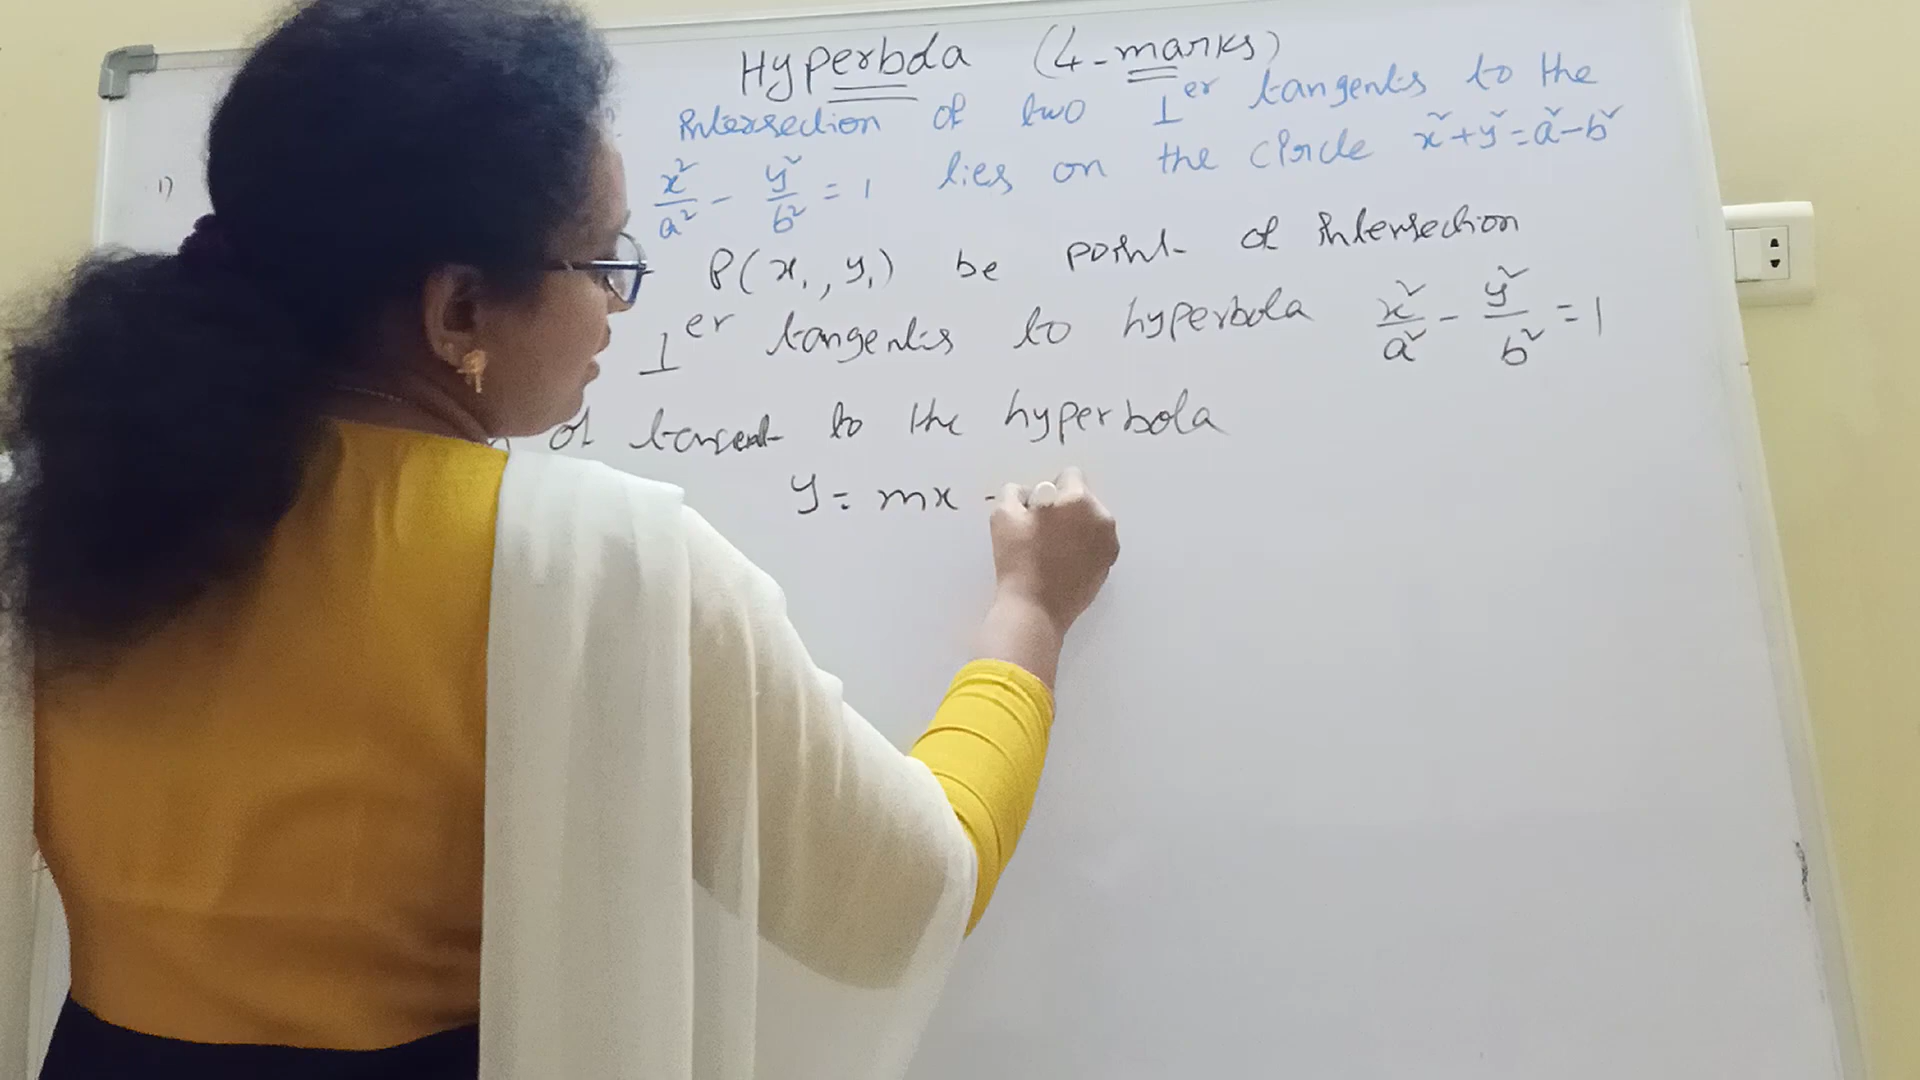 Hyperbola (4-marks)
1) Intersection of two ⊥er tangents to the
x²/a² - y²/b² = 1 lies on the circle x²+y²=a²-b²
P(x₁, y₁) be point of intersection
⊥er tangents to hyperbola x²/a² - y²/b² = 1
of tangent to the hyperbola
y = mx